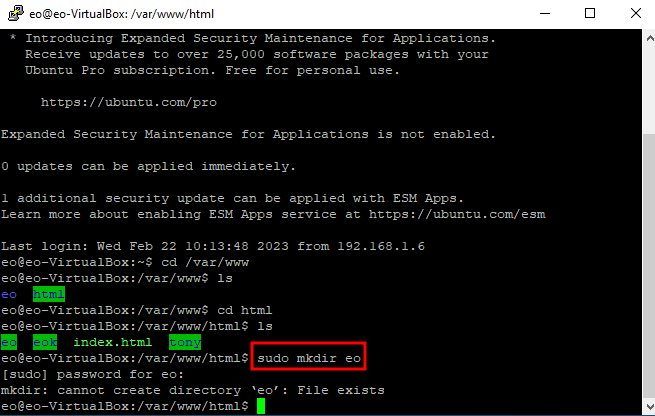 eo@eo-VirtualBox: /var/www/html
* Introducing Expanded Security Maintenance for Applications.
Receive updates to over 25,000 software packages with your
Ubuntu Pro subscription. Free for personal use.
https://ubuntu.com/pro
Expanded Security Maintenance for Applications is not enabled.
0 updates can be applied immediately.
1 additional security update can be applied with ESM Apps.
Learn more about enabling ESM Apps service at https://ubuntu.com/esm
Last login: Wed Feb 22 10:13:48 2023 from 192.168.1.6
eo@eo-VirtualBox:~$ cd /var/www
eo@eo-VirtualBox:/var/www$ ls
eo html
eo@eo-VirtualBox:/var/www$ cd html
eo@eo-VirtualBox:/var/www/html$ ls
eo eok index.html tony
eo@eo-VirtualBox:/var/www/html$ sudo mkdir eo
[sudo] password for eo:
mkdir: cannot create directory ‘eo’: File exists
eo@eo-VirtualBox:/var/www/html$